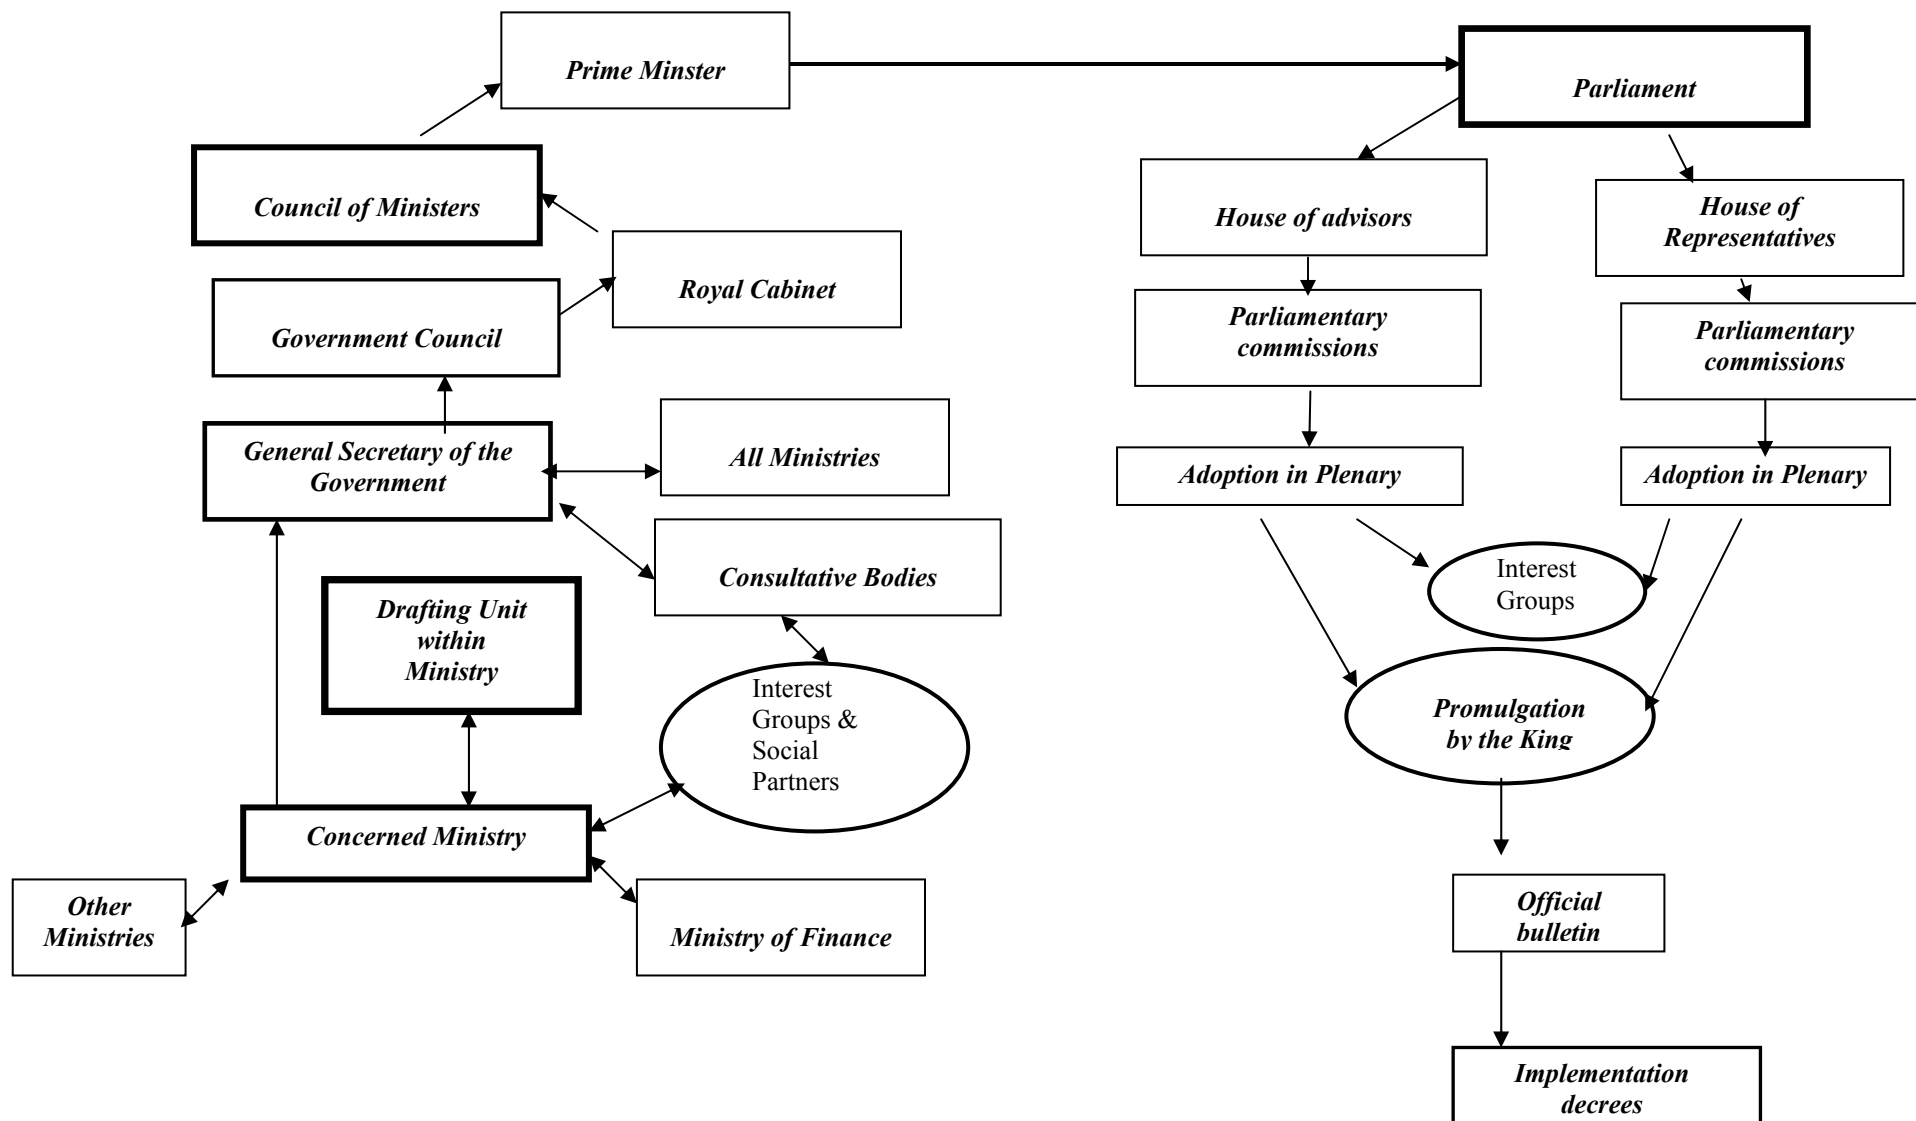 Prime Minster
Parliament
Council of Ministers
House of advisors
House of
Representatives
Royal Cabinet
Government Council
Parliamentary
commissions
Parliamentary
commissions
General Secretary of the
Government
All Ministries
Adoption in Plenary
Adoption in Plenary
Consultative Bodies
Interest
Groups
Drafting Unit
within
Ministry
Interest
Groups &
Social
Partners
Promulgation
by the King
Concerned Ministry
Other
Ministries
Ministry of Finance
Official
bulletin
Implementation
decrees